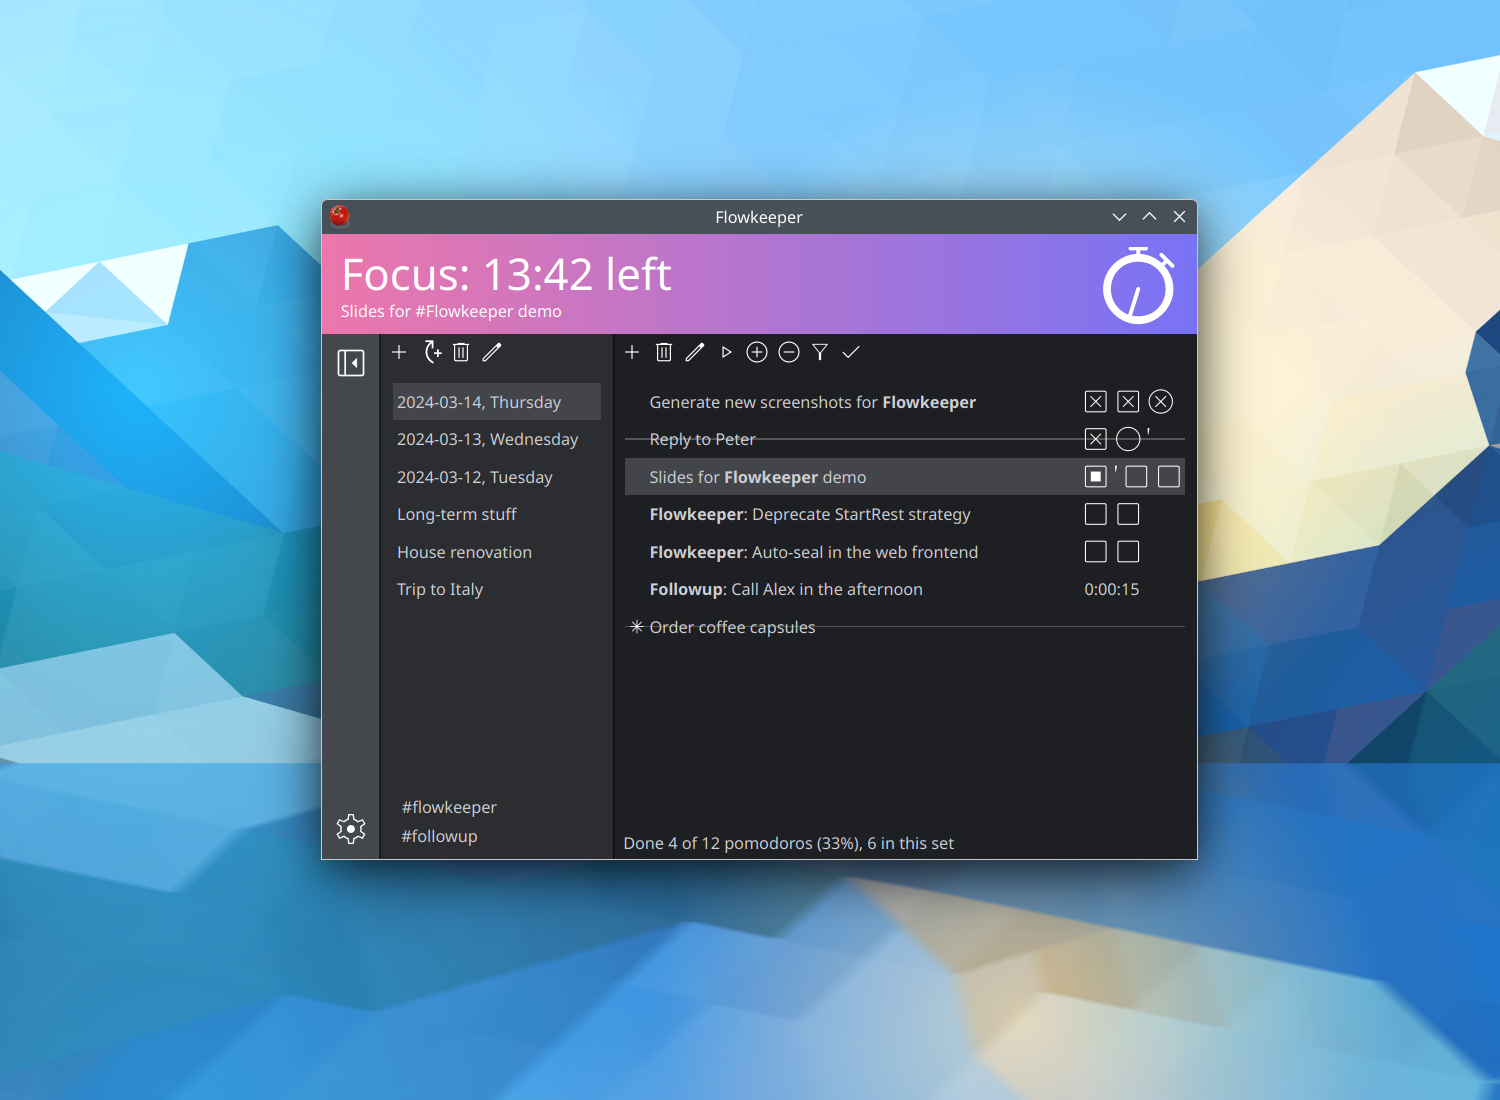 Flowkeeper
Focus: 13:42 left
Slides for #Flowkeeper demo
2024-03-14, Thursday
2024-03-13, Wednesday
2024-03-12, Tuesday
Long-term stuff
House renovation
Trip to Italy
#flowkeeper
#followup
Generate new screenshots for Flowkeeper
Reply to Peter
Slides for Flowkeeper demo
Flowkeeper: Deprecate StartRest strategy
Flowkeeper: Auto-seal in the web frontend
Followup: Call Alex in the afternoon 0:00:15
Order coffee capsules
Done 4 of 12 pomodoros (33%), 6 in this set